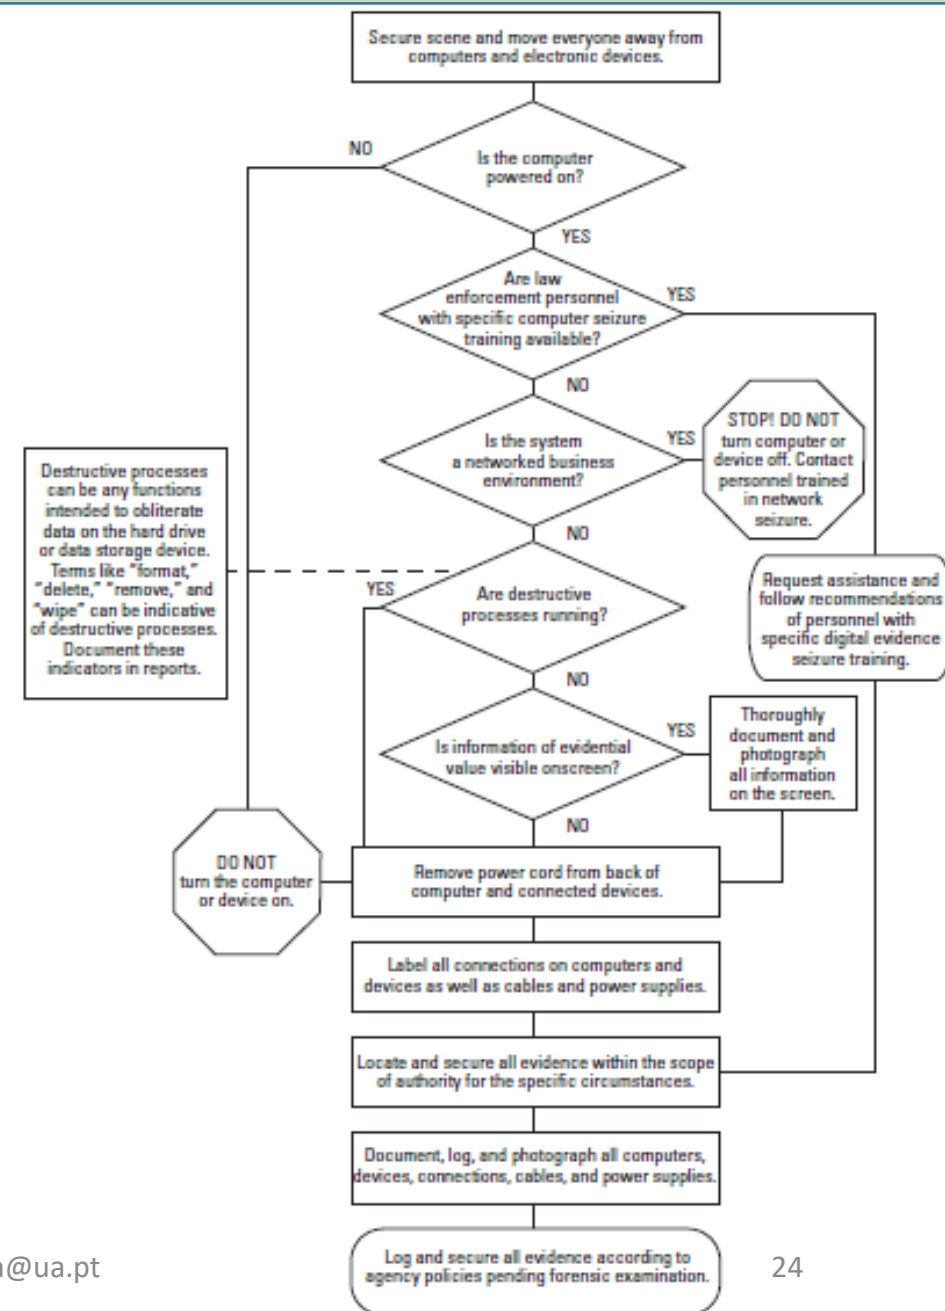 Secure scene and move everyone away from
computers and electronic devices.
NO
Is the computer
powered on?
YES
Are law
enforcement personnel
with specific computer seizure
training available?
YES
NO
Is the system
a networked business
environment?
YES
STOP! DO NOT
turn computer or
device off. Contact
personnel trained
in network
seizure.
NO
Destructive processes
can be any functions
intended to obliterate
data on the hard drive
or data storage device.
Terms like “format,”
“delete,” “remove,” and
“wipe” can be indicative
of destructive processes.
Document these
indicators in reports.
YES
Are destructive
processes running?
Request assistance and
follow recommendations
of personnel with
specific digital evidence
seizure training.
NO
Is information of evidential
value visible onscreen?
YES
Thoroughly
document and
photograph
all information
on the screen.
NO
DO NOT
turn the computer
or device on.
Remove power cord from back of
computer and connected devices.
Label all connections on computers and
devices as well as cables and power supplies.
Locate and secure all evidence within the scope
of authority for the specific circumstances.
Document, log, and photograph all computers,
devices, connections, cables, and power supplies.
Log and secure all evidence according to
agency policies pending forensic examination.
@ua.pt
24